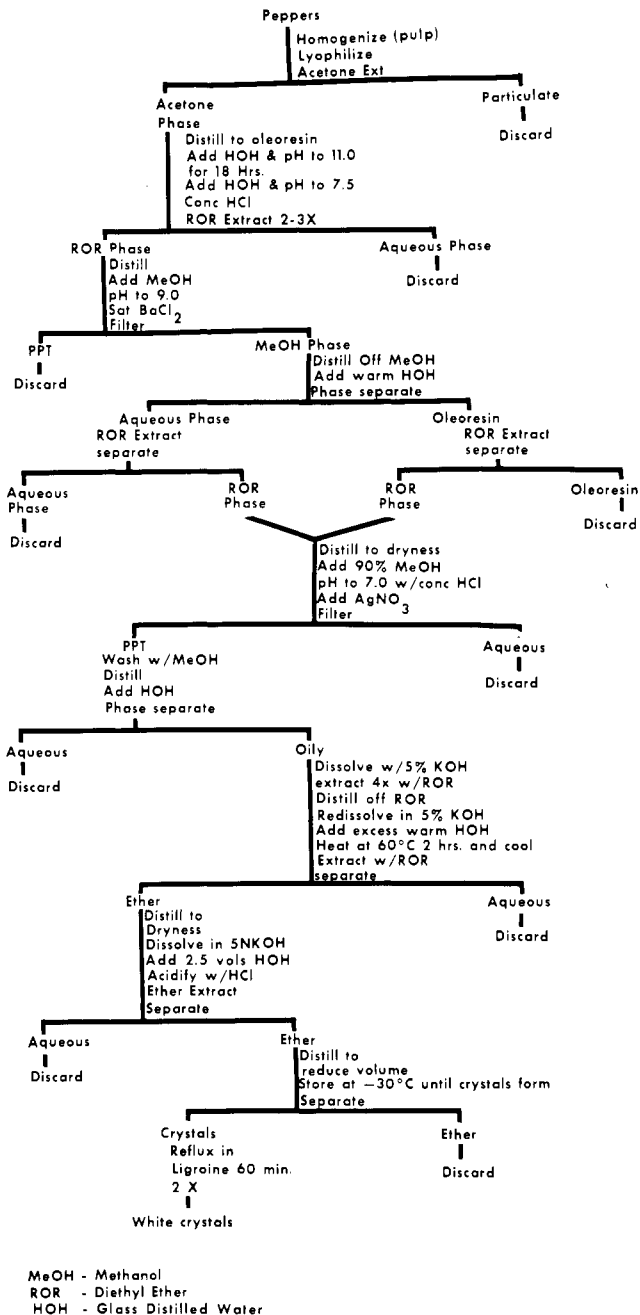 Peppers
Homogenize (pulp)
Lyophilize
Acetone Ext
Acetone
Phase
Particulate
Discard
Distill to oleoresin
Add HOH & pH to 11.0
for 18 Hrs.
Add HOH & pH to 7.5
Conc HCl
ROR Extract 2-3X
ROR Phase
Aqueous Phase
Discard
Distill
Add MeOH
pH to 9.0
Sat BaCl2
Filter
PPT
Discard
MeOH Phase
Distill Off MeOH
Add warm HOH
Phase separate
Aqueous Phase
ROR Extract
separate
Oleoresin
ROR Extract
separate
Aqueous
Phase
Discard
ROR
Phase
ROR
Phase
Oleoresin
Discard
Distill to dryness
Add 90% MeOH
pH to 7.0 w/conc HCl
Add AgNO3
Filter
PPT
Wash w/MeOH
Distill
Add HOH
Phase separate
Aqueous
Discard
Aqueous
Discard
Oily
Dissolve w/5% KOH
extract 4x w/ROR
Distill off ROR
Redissolve in 5% KOH
Add excess warm HOH
Heat at 60°C 2 hrs. and cool
Extract w/ROR
separate
Ether
Aqueous
Discard
Distill to
Dryness
Dissolve in 5NKOH
Add 2.5 vols HOH
Acidify w/HCl
Ether Extract
Separate
Aqueous
Discard
Ether
Distill to
reduce volume
Store at −30°C until crystals form
Separate
Crystals
Reflux in
Ligroine 60 min.
2 X
White crystals
Ether
Discard
MeOH - Methanol
ROR - Diethyl Ether
HOH - Glass Distilled Water